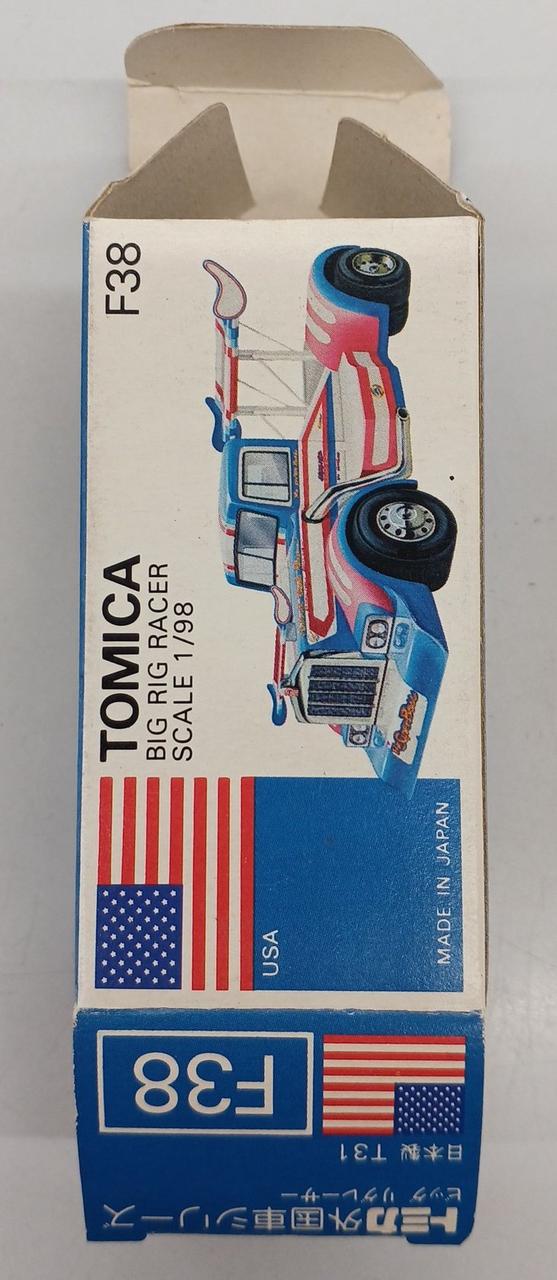 F38
TOMICA
BIG RIG RACER
SCALE 1/98
USA
MADE IN JAPAN
トミカ外国車シリーズ
ビッグ リグレーサー
日本製 T31
F38